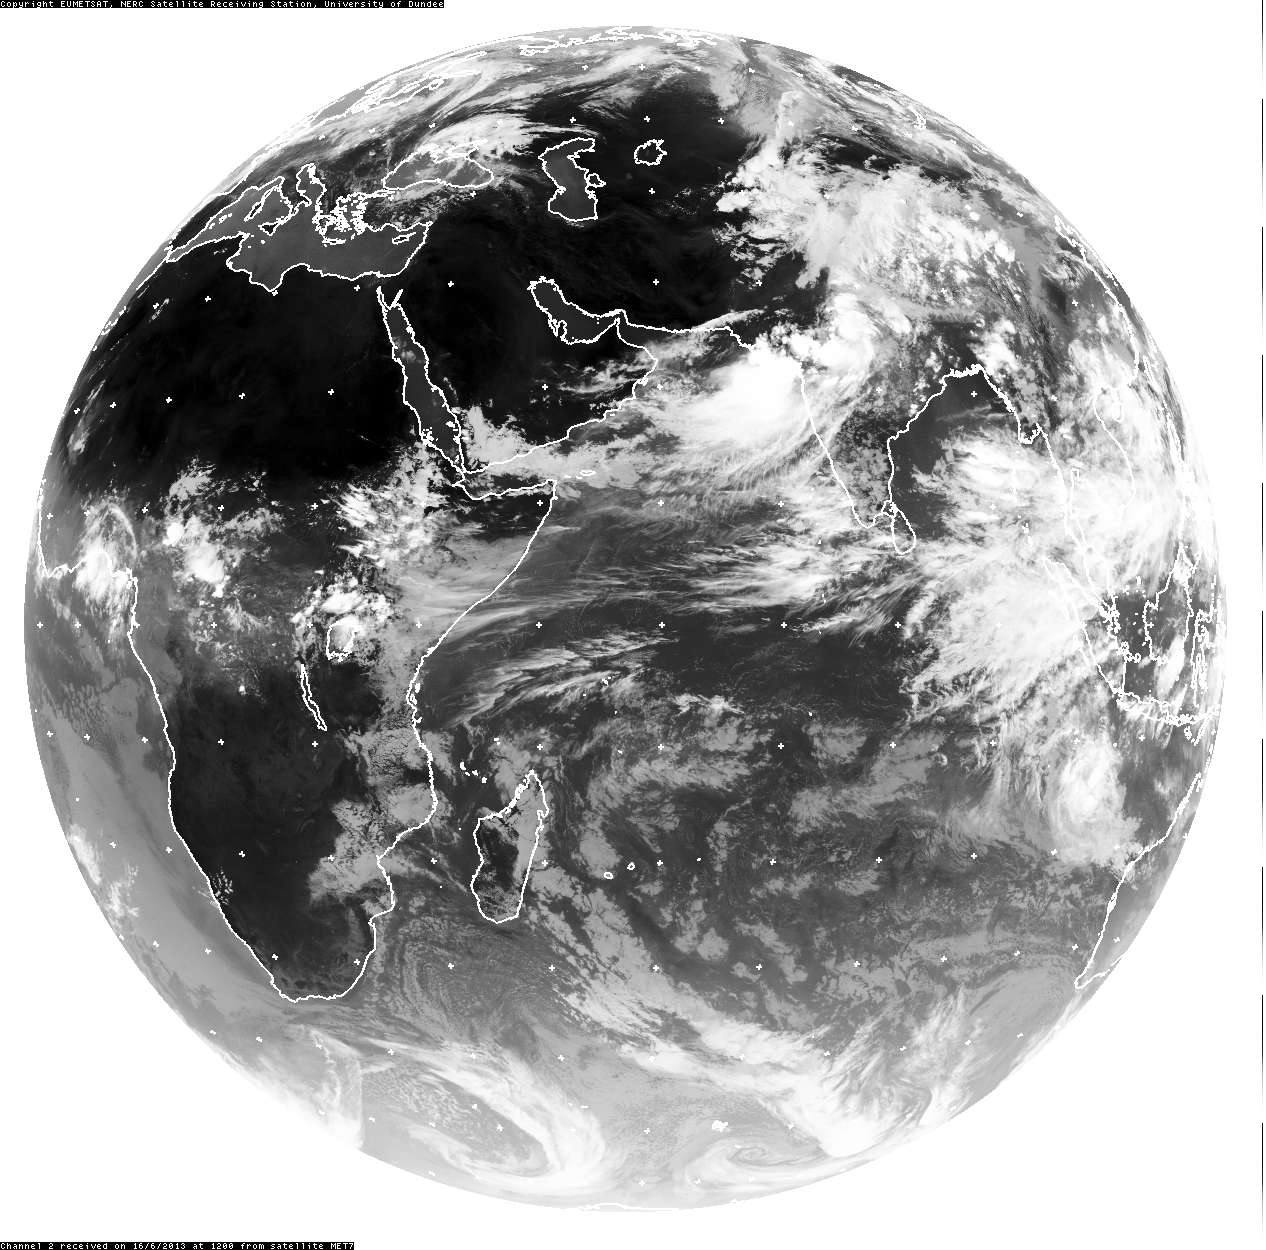 Copyright EUMETSAT, NERC Satellite Receiving Station, University of Dundee
Channel 2 received on 16/6/2013 at 1200 from satellite MET7